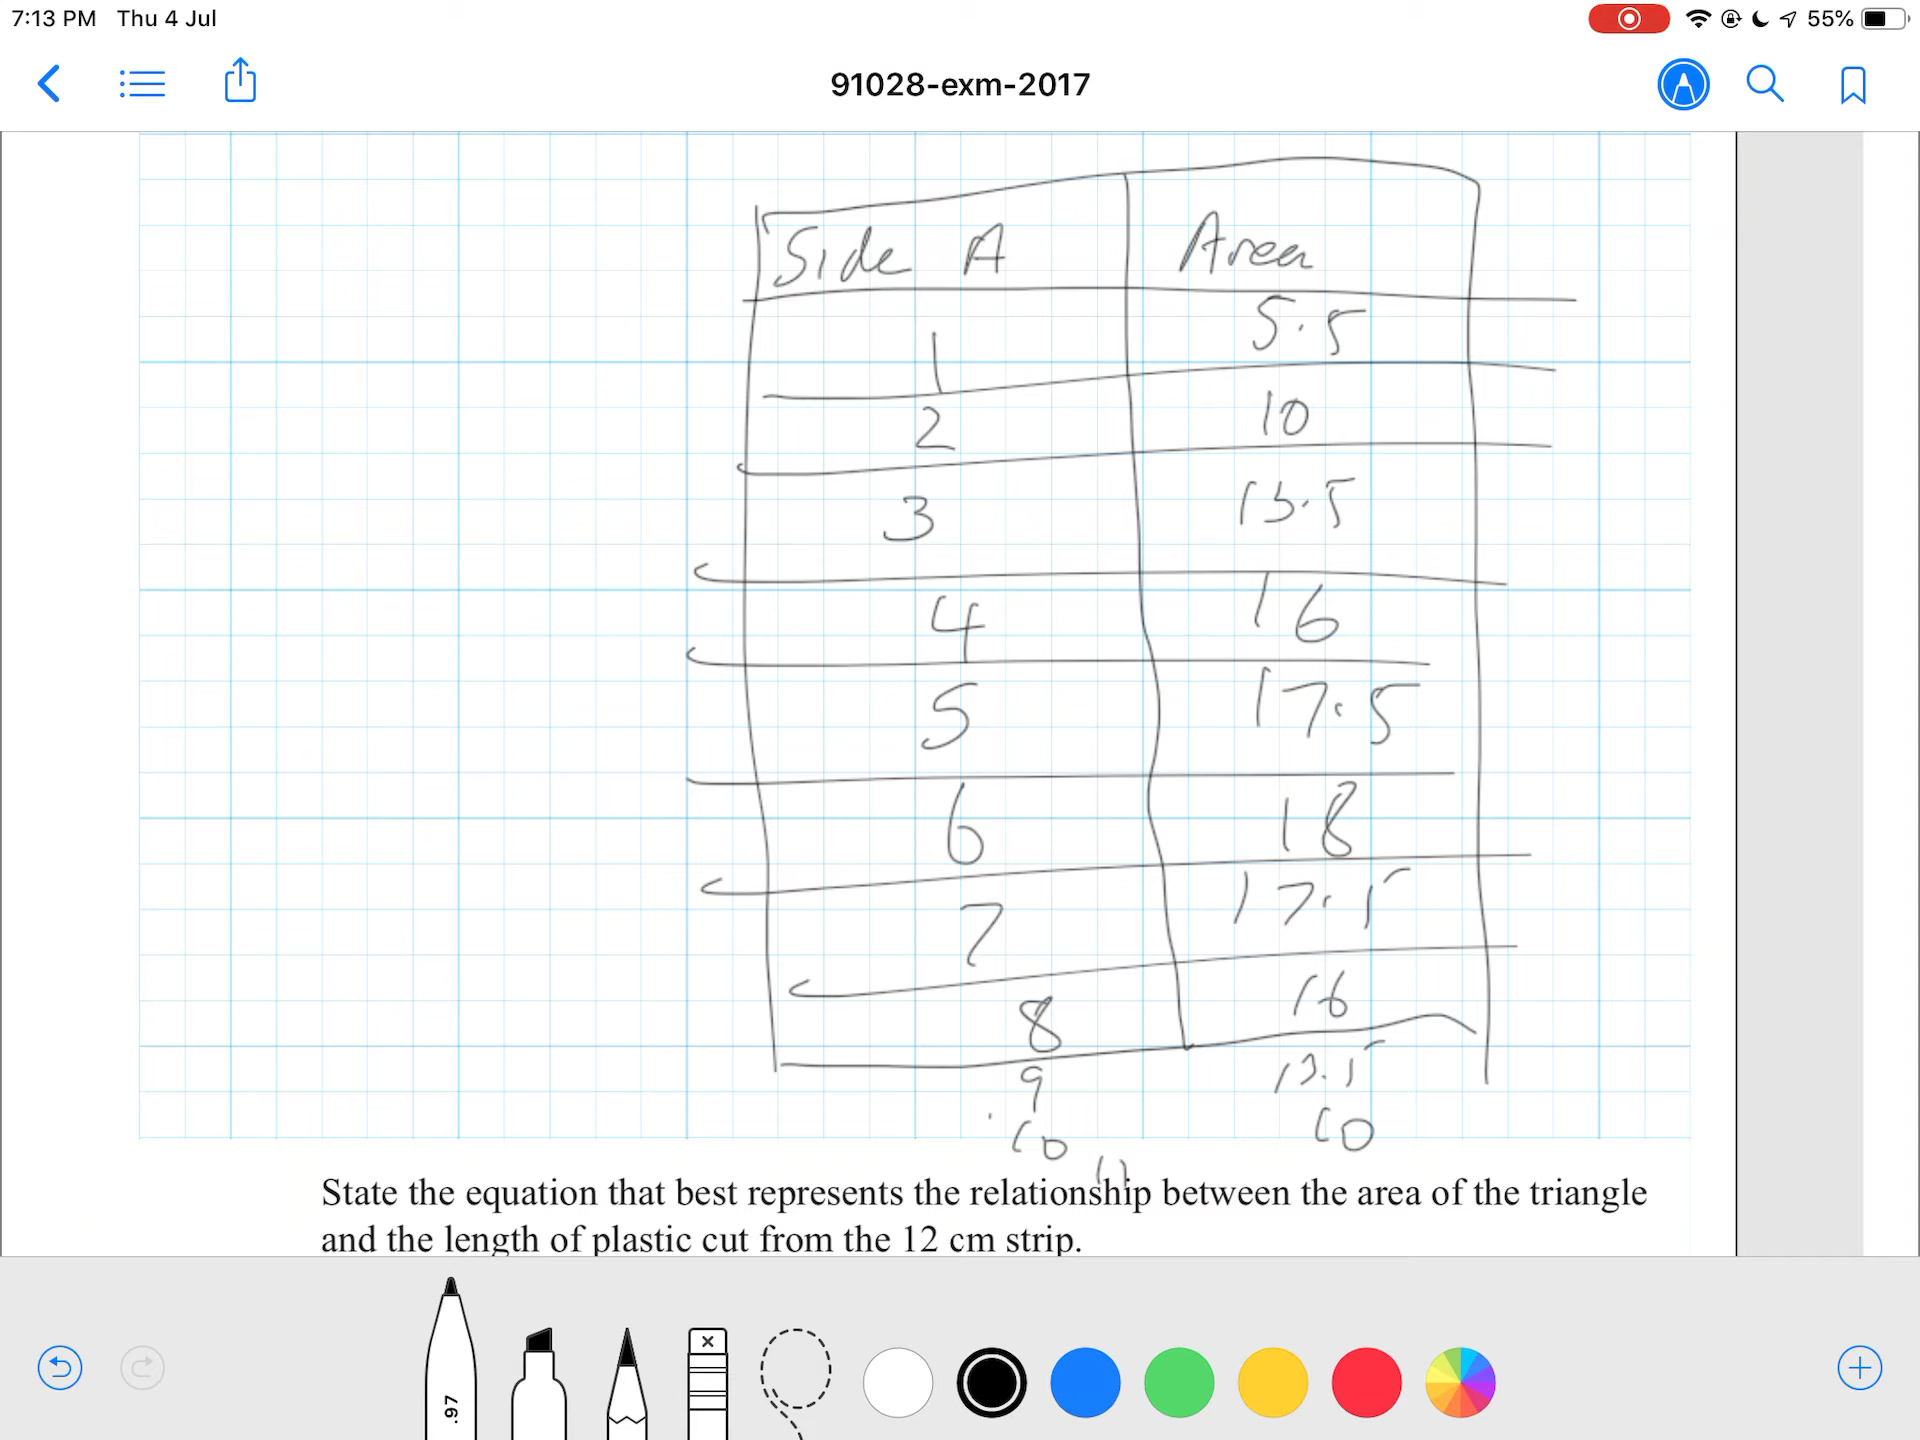 7:13 PM Thu 4 Jul 55%
91028-exm-2017
Side A Area
1 5.5
2 10
3 13.5
4 16
5 17.5
6 18
7 17.5
8 16
9 13.5
10 10
State the equation that best represents the relationship between the area of the triangle
and the length of plastic cut from the 12 cm strip.
.97